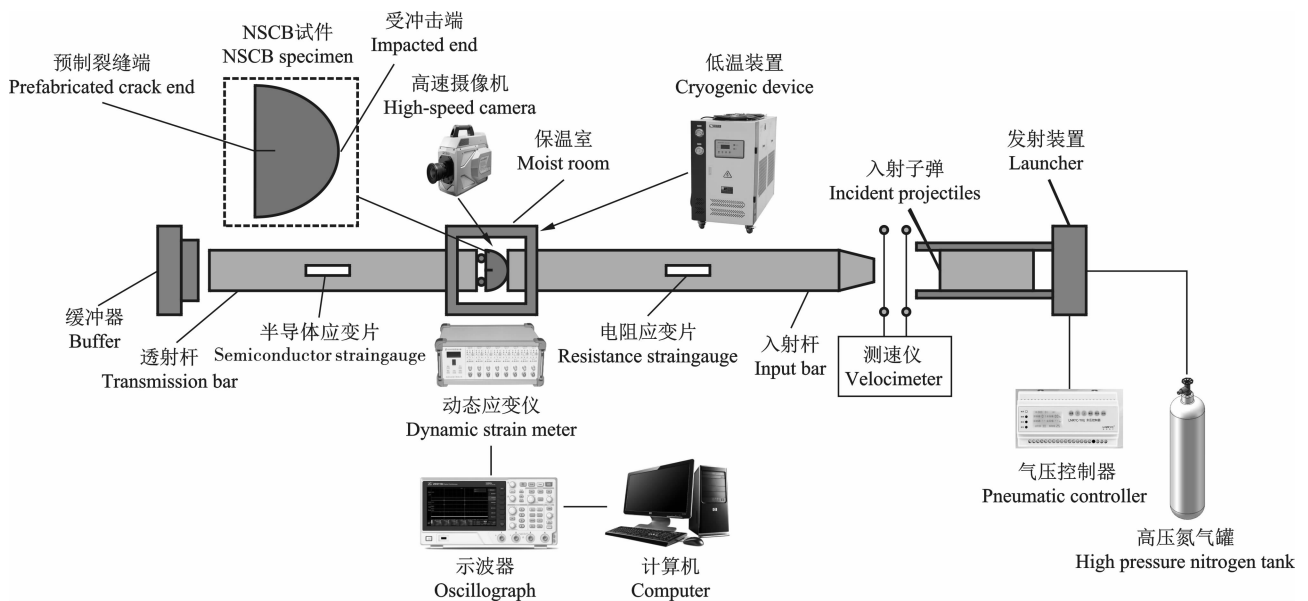 NSCB试件
NSCB specimen
受冲击端
Impacted end
预制裂缝端
Prefabricated crack end
高速摄像机
High-speed camera
低温装置
Cryogenic device
保温室
Moist room
发射装置
Launcher
入射子弹
Incident projectiles
缓冲器
Buffer
透射杆
Transmission bar
半导体应变片
Semiconductor straingauge
电阻应变片
Resistance straingauge
入射杆
Input bar
测速仪
Velocimeter
动态应变仪
Dynamic strain meter
气压控制器
Pneumatic controller
示波器
Oscillograph
计算机
Computer
高压氮气罐
High pressure nitrogen tank